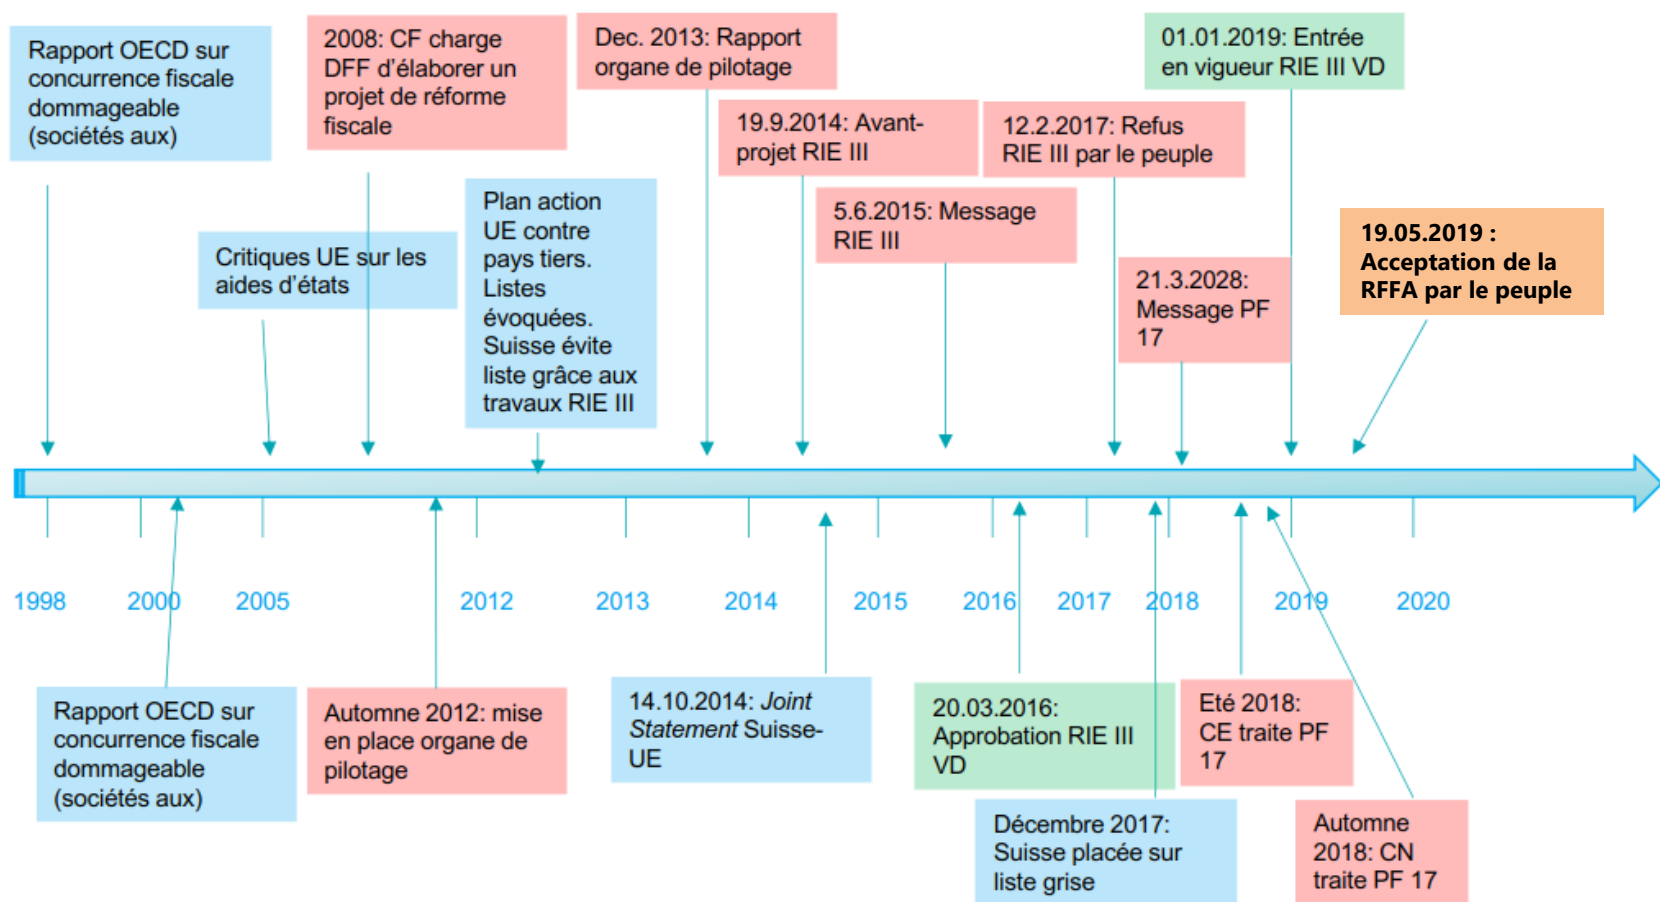 Rapport OECD sur
concurrence fiscale
dommageable
(sociétés aux)
2008: CF charge
DFF d'élaborer un
projet de réforme
fiscale
Dec. 2013: Rapport
organe de pilotage
01.01.2019: Entrée
en vigueur RIE III VD
19.9.2014: Avant-
projet RIE III
12.2.2017: Refus
RIE III par le peuple
Plan action
UE contre
pays tiers.
Listes
évoquées.
Suisse évite
liste grâce aux
travaux RIE III
5.6.2015: Message
RIE III
19.05.2019 :
Acceptation de la
RFFA par le peuple
Critiques UE sur les
aides d'états
21.3.2028:
Message PF
17
1998
2000
2005
2012
2013
2014
2015
2016
2017
2018
2019
2020
Rapport OECD sur
concurrence fiscale
dommageable
(sociétés aux)
Automne 2012: mise
en place organe de
pilotage
14.10.2014: Joint
Statement Suisse-
UE
20.03.2016:
Approbation RIE III
VD
Eté 2018:
CE traite PF
17
Décembre 2017:
Suisse placée sur
liste grise
Automne
2018: CN
traite PF 17